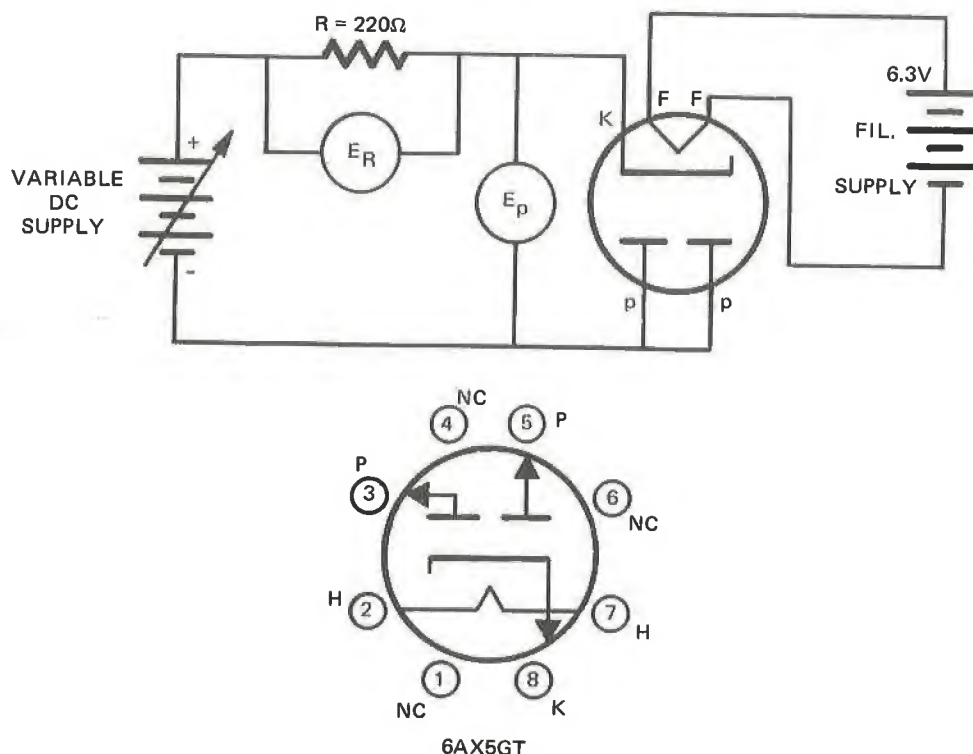 R = 220Ω
E_R
VARIABLE
DC
SUPPLY
+
-
E_p
K
F F
P P
6.3V
FIL.
SUPPLY
NC
4
5 P
P
3
6
NC
H 2
7
H
1
NC
8
K
6AX5GT